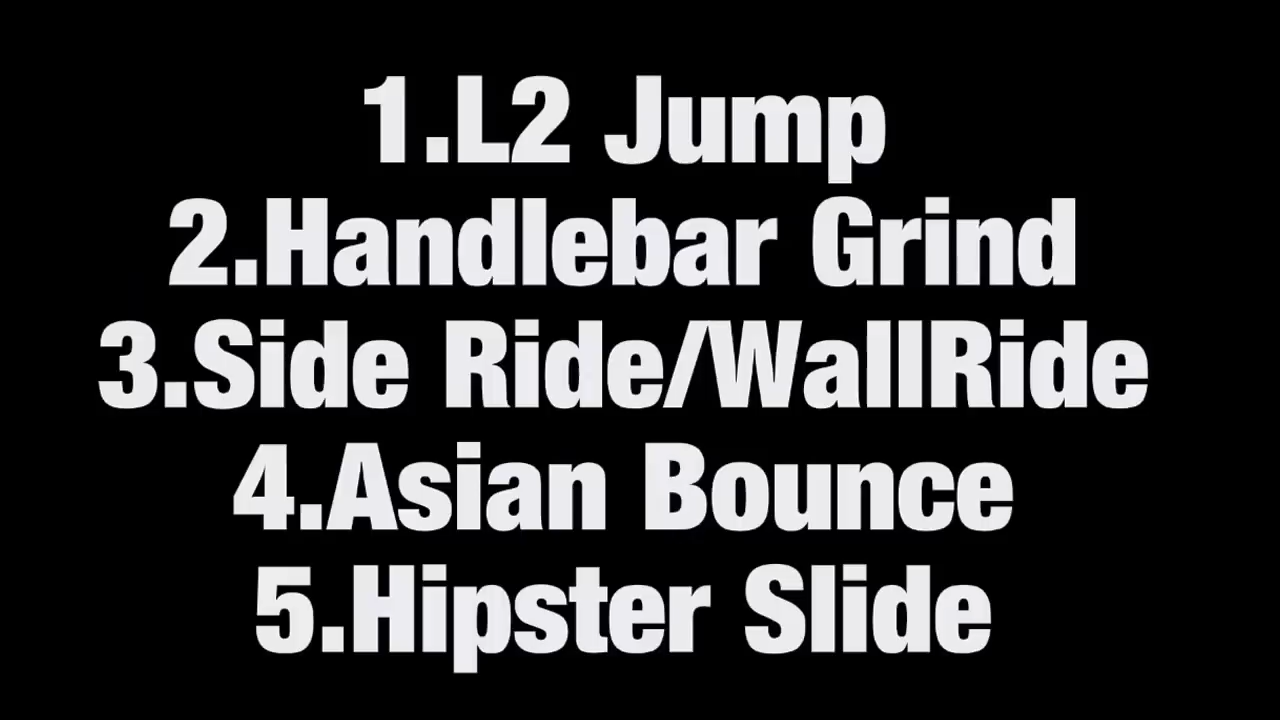 1.L2 Jump
2.Handlebar Grind
3.Side Ride/WallRide
4.Asian Bounce
5.Hipster Slide